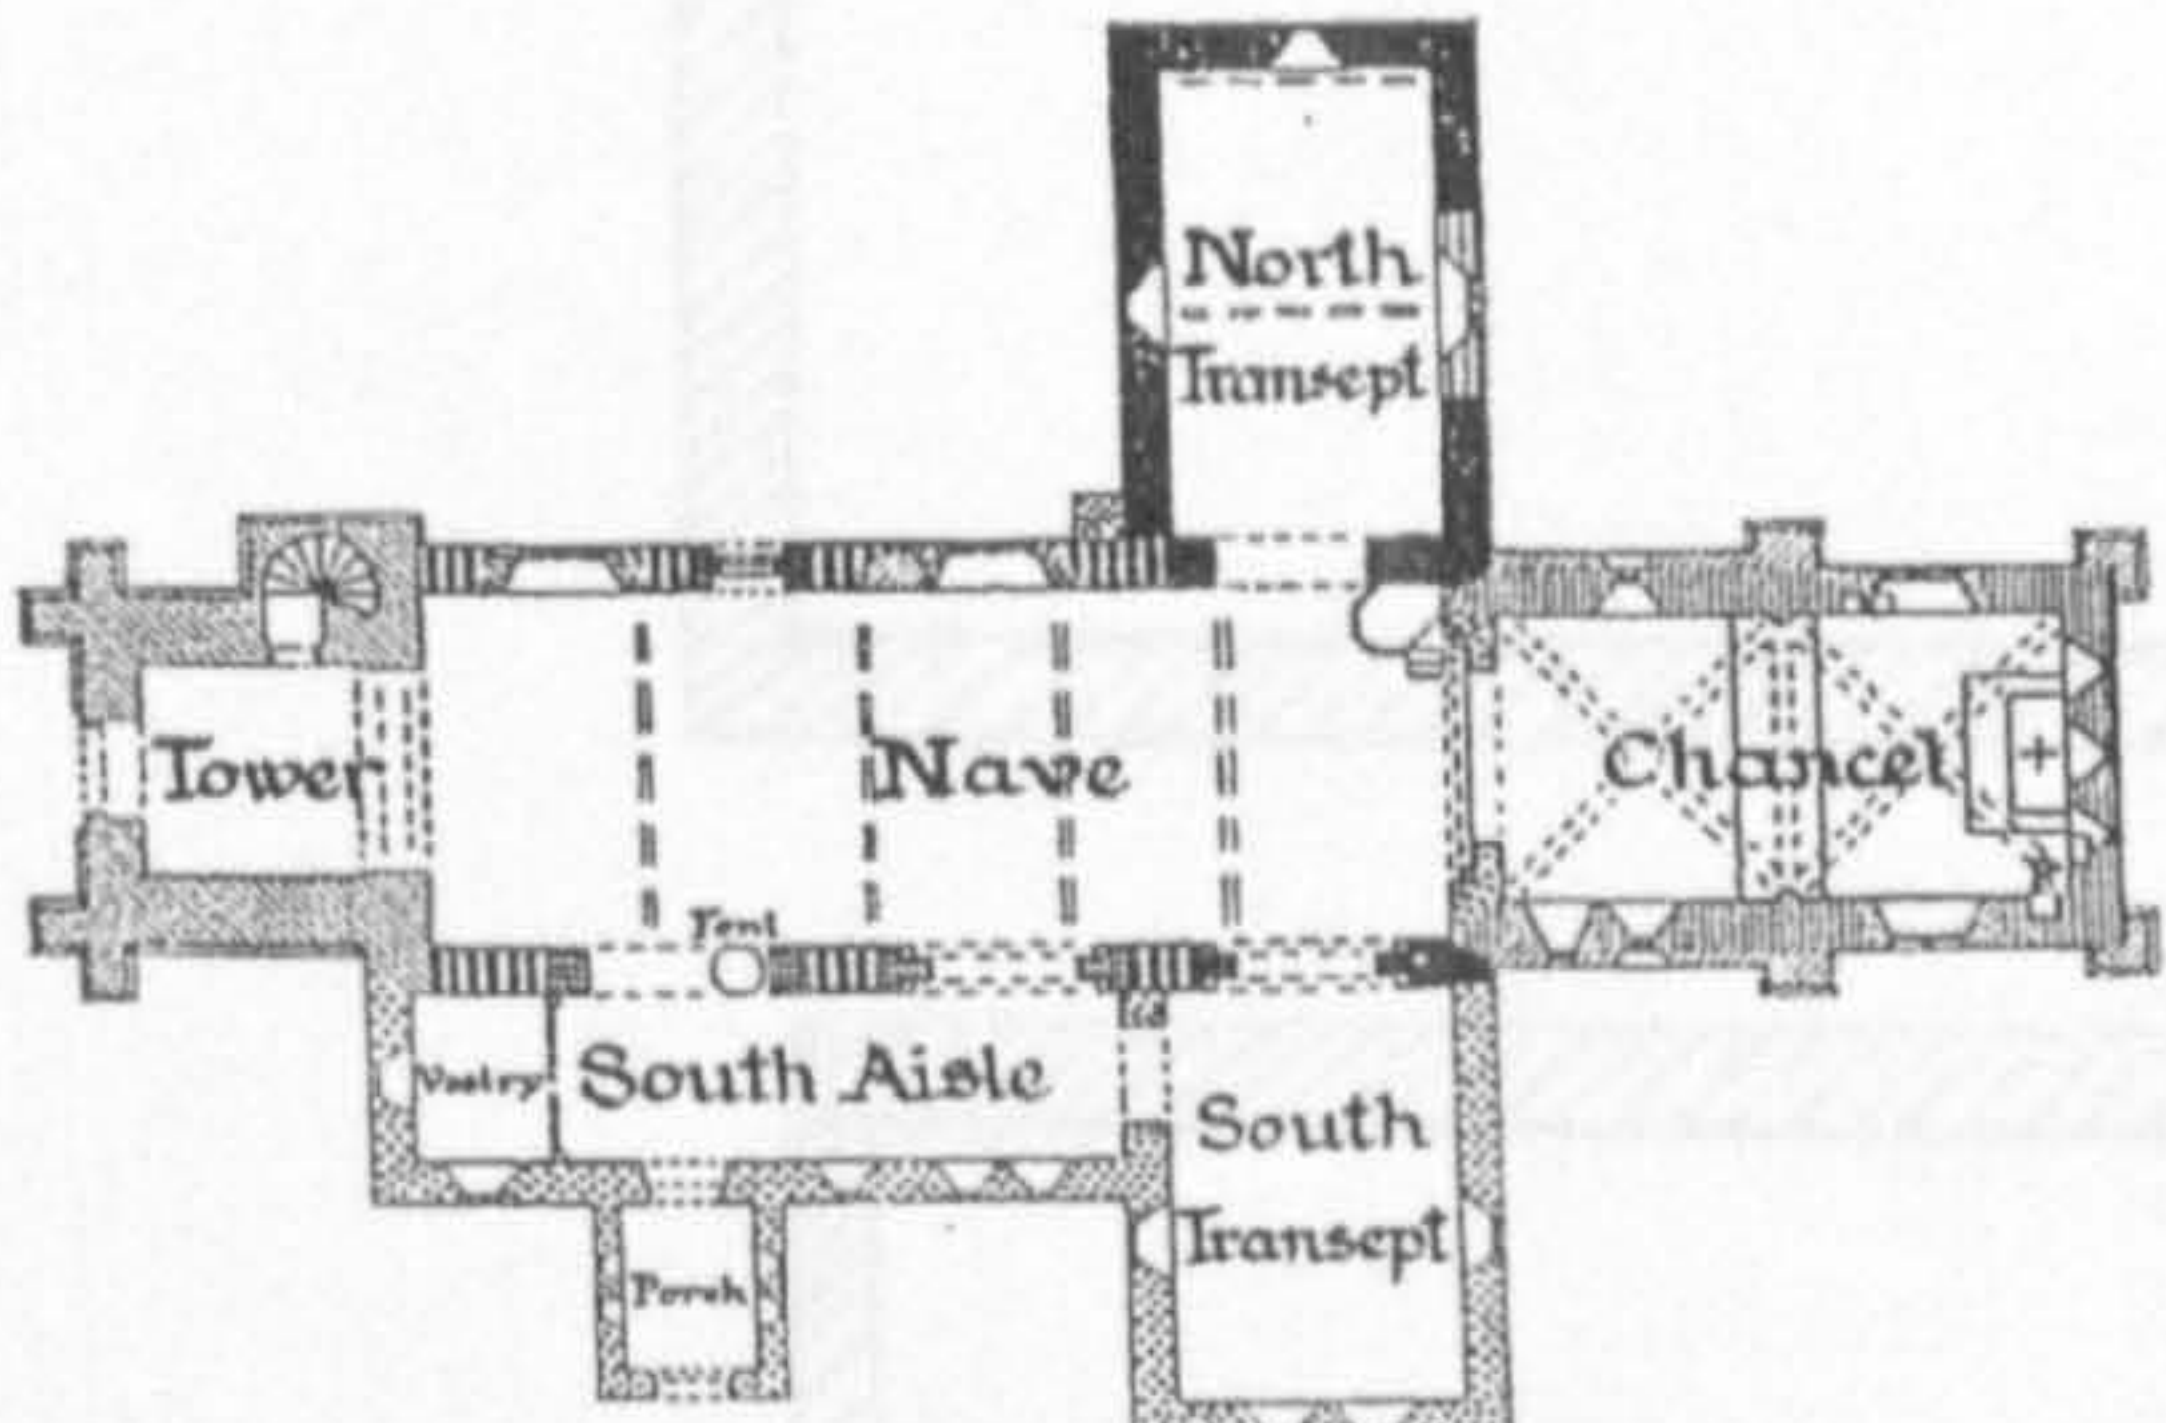 North
Transept
Tower
Nave
Chancel
Font
Vestry
South Aisle
South
Transept
Porch